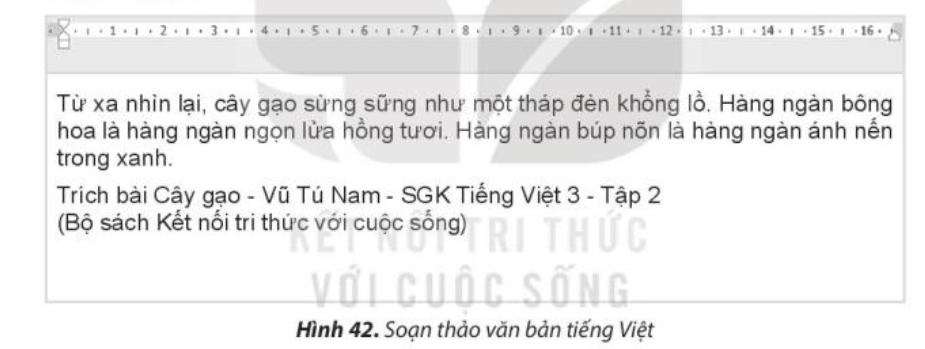 1 2 3 4 5 6 7 8 9 10 11 12 13 14 15 16
Từ xa nhìn lại, cây gạo sừng sững như một tháp đèn khổng lồ. Hàng ngàn bông
hoa là hàng ngàn ngọn lửa hồng tươi. Hàng ngàn búp nõn là hàng ngàn ánh nến
trong xanh.
Trích bài Cây gạo - Vũ Tú Nam - SGK Tiếng Việt 3 - Tập 2
(Bộ sách Kết nối tri thức với cuộc sống)
KẾT NỐI TRI THỨC
VỚI CUỘC SỐNG
Hình 42. Soạn thảo văn bản tiếng Việt